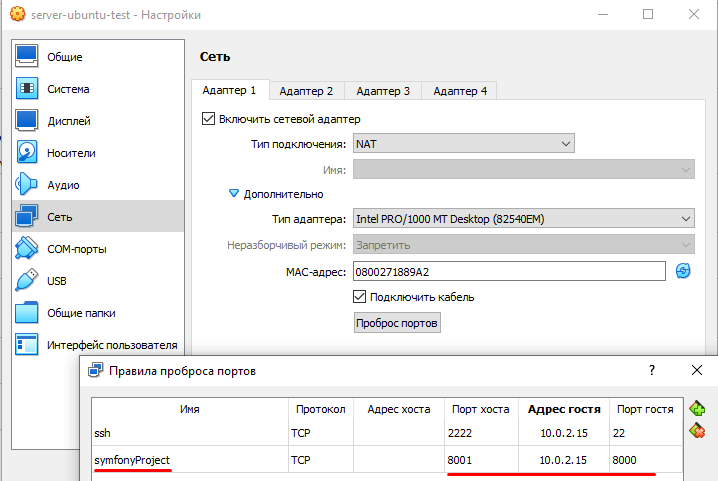 server-ubuntu-test - Настройки
Общие
Система
Дисплей
Носители
Аудио
Сеть
COM-порты
USB
Общие папки
Интерфейс пользователя
Сеть
Адаптер 1 Адаптер 2 Адаптер 3 Адаптер 4
Включить сетевой адаптер
Тип подключения: NAT
Имя:
Дополнительно
Тип адаптера: Intel PRO/1000 MT Desktop (82540EM)
Неразборчивый режим: Запретить
MAC-адрес: 0800271889A2
Подключить кабель
Проброс портов
Правила проброса портов
?
Имя Протокол Адрес хоста Порт хоста Адрес гостя Порт гостя
ssh TCP 2222 10.0.2.15 22
symfonyProject TCP 8001 10.0.2.15 8000